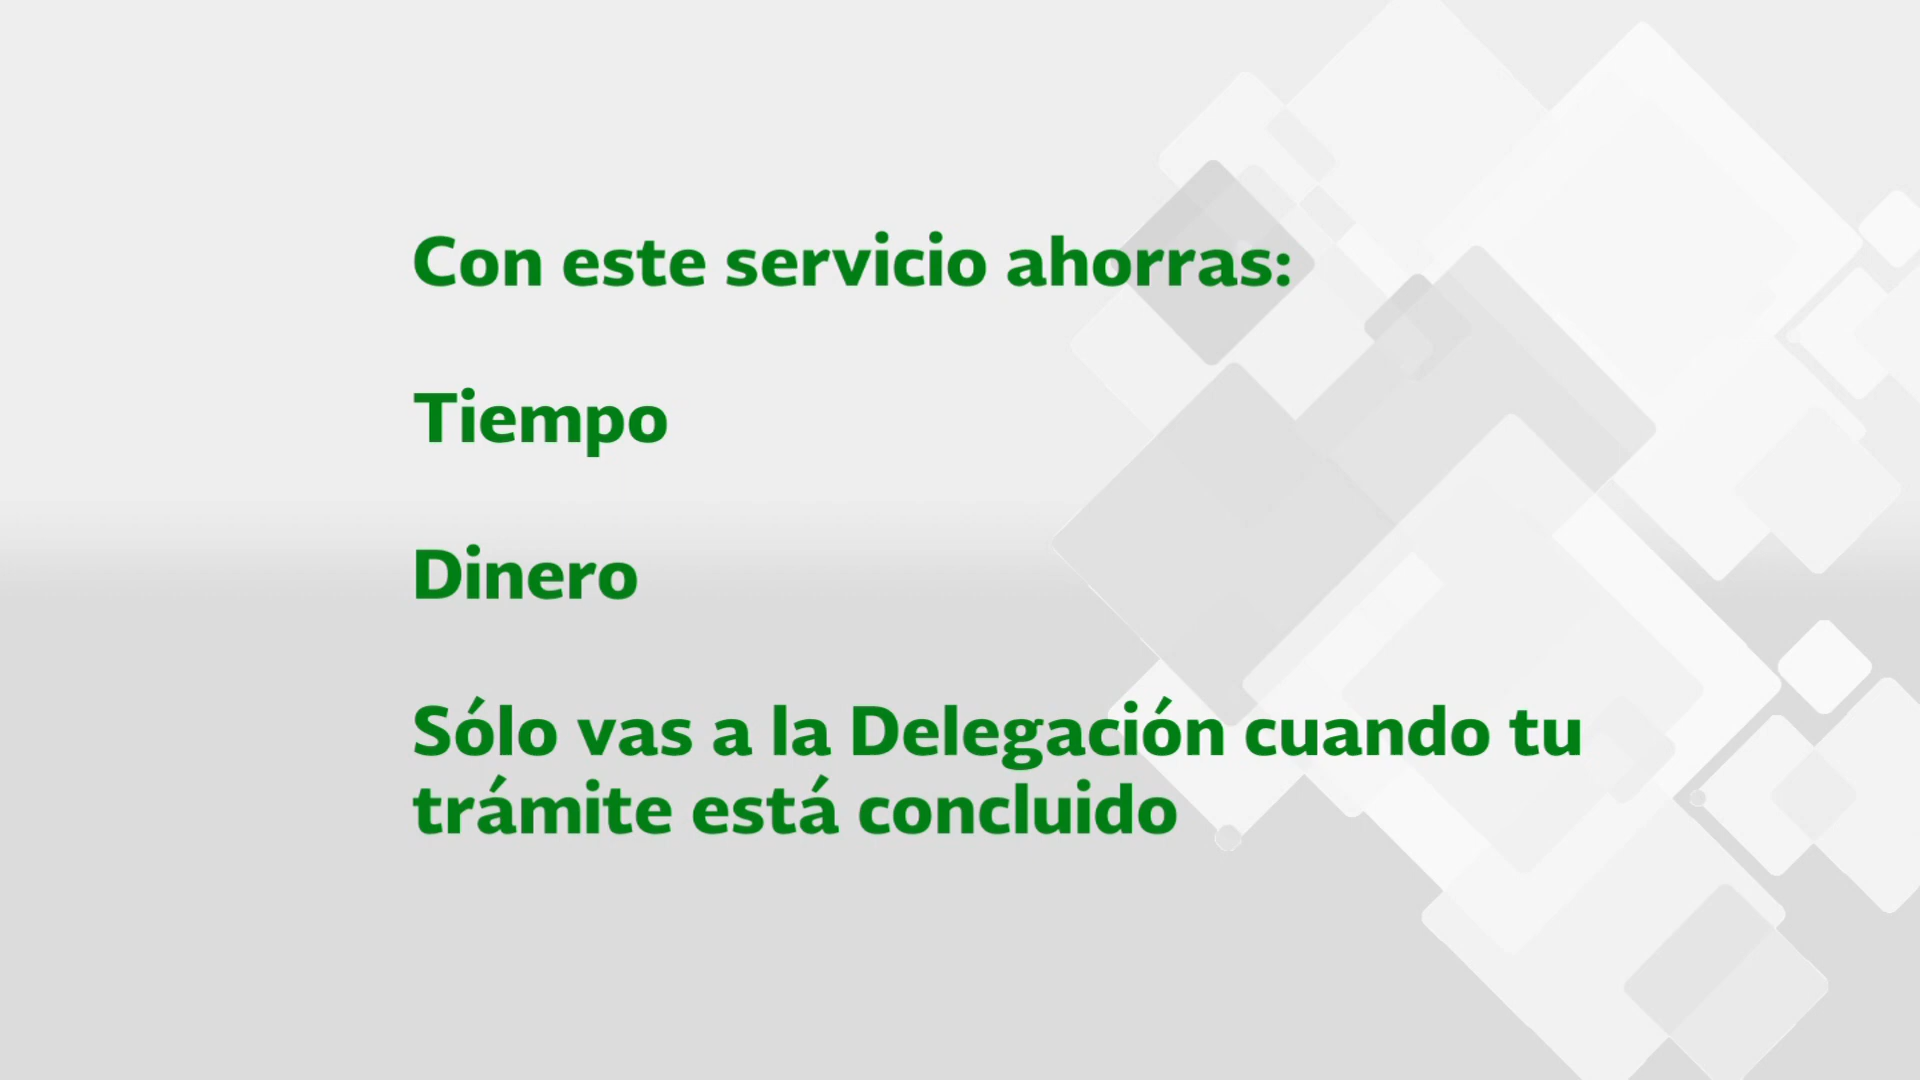 Con este servicio ahorras:
Tiempo
Dinero
Sólo vas a la Delegación cuando tu
trámite está concluido